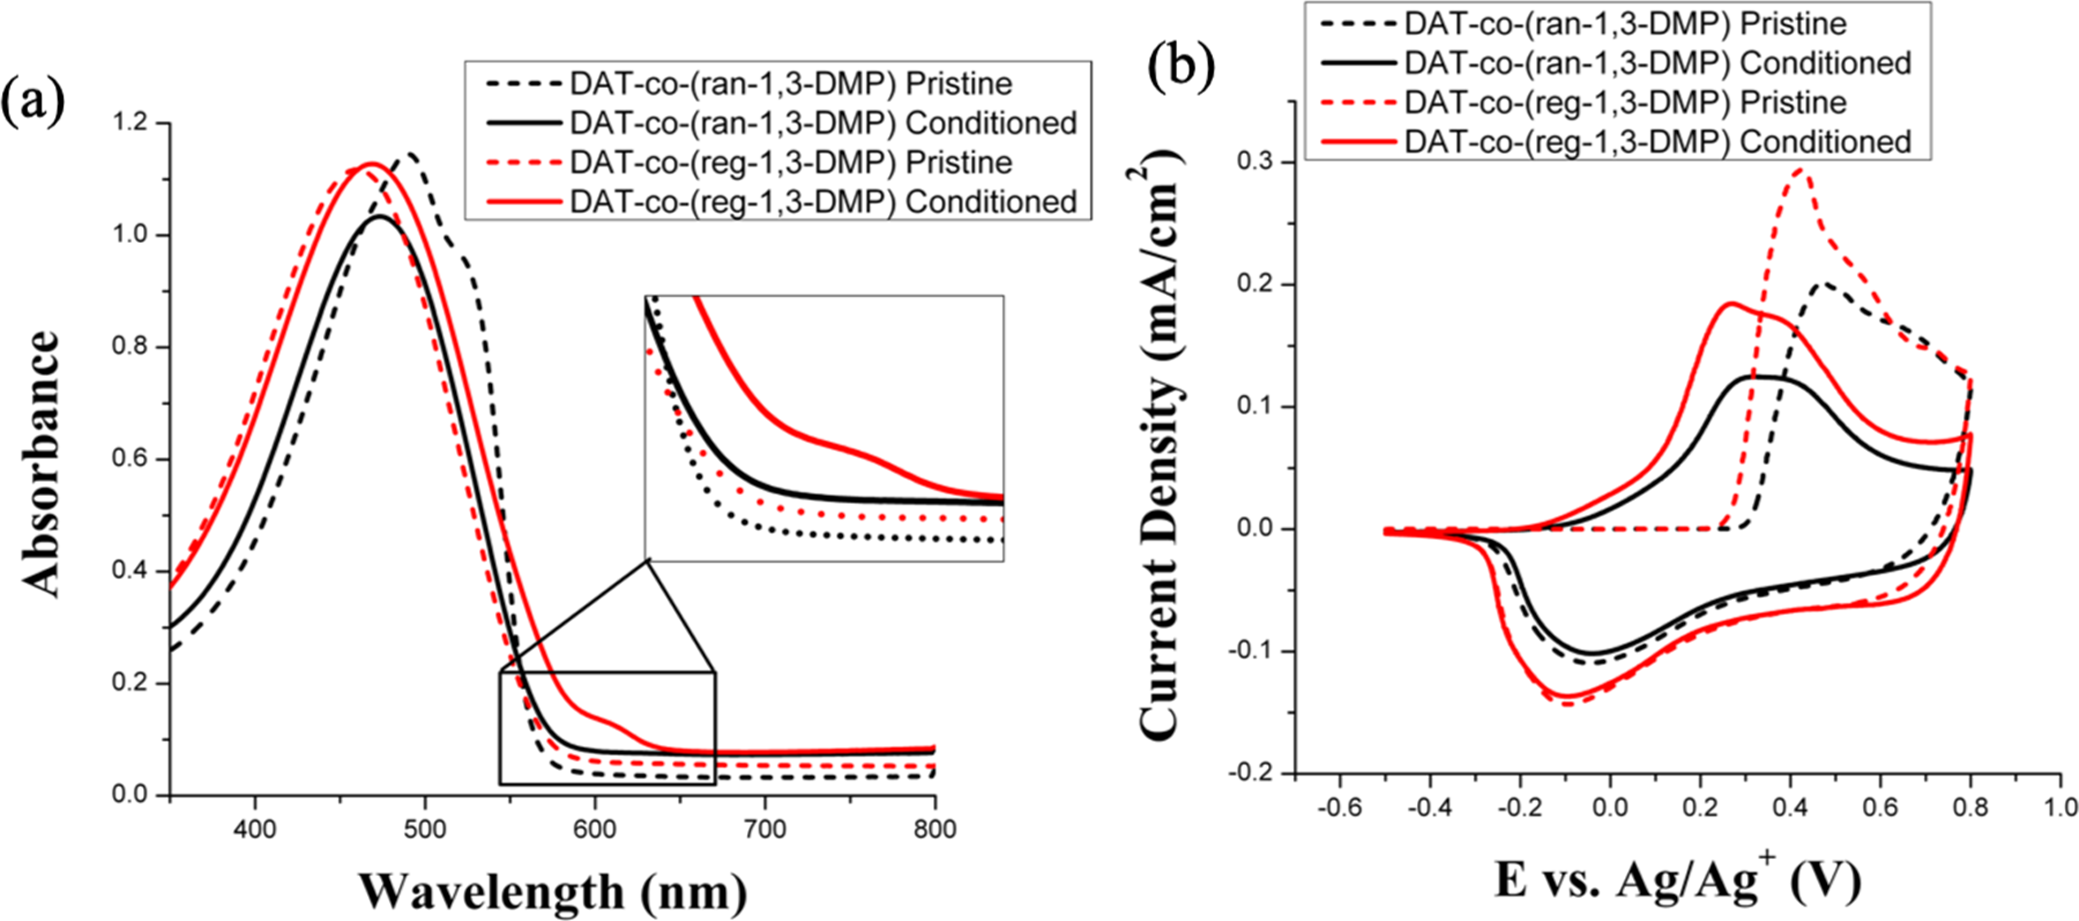 (a)
DAT-co-(ran-1,3-DMP) Pristine
DAT-co-(ran-1,3-DMP) Conditioned
DAT-co-(reg-1,3-DMP) Pristine
DAT-co-(reg-1,3-DMP) Conditioned
1.2
1.0
0.8
0.6
0.4
0.2
0.0
Absorbance
400 500 600 700 800
Wavelength (nm)
(b)
DAT-co-(ran-1,3-DMP) Pristine
DAT-co-(ran-1,3-DMP) Conditioned
DAT-co-(reg-1,3-DMP) Pristine
DAT-co-(reg-1,3-DMP) Conditioned
0.3
0.2
0.1
0.0
-0.1
-0.2
Current Density (mA/cm²)
-0.6 -0.4 -0.2 0.0 0.2 0.4 0.6 0.8 1.0
E vs. Ag/Ag⁺ (V)